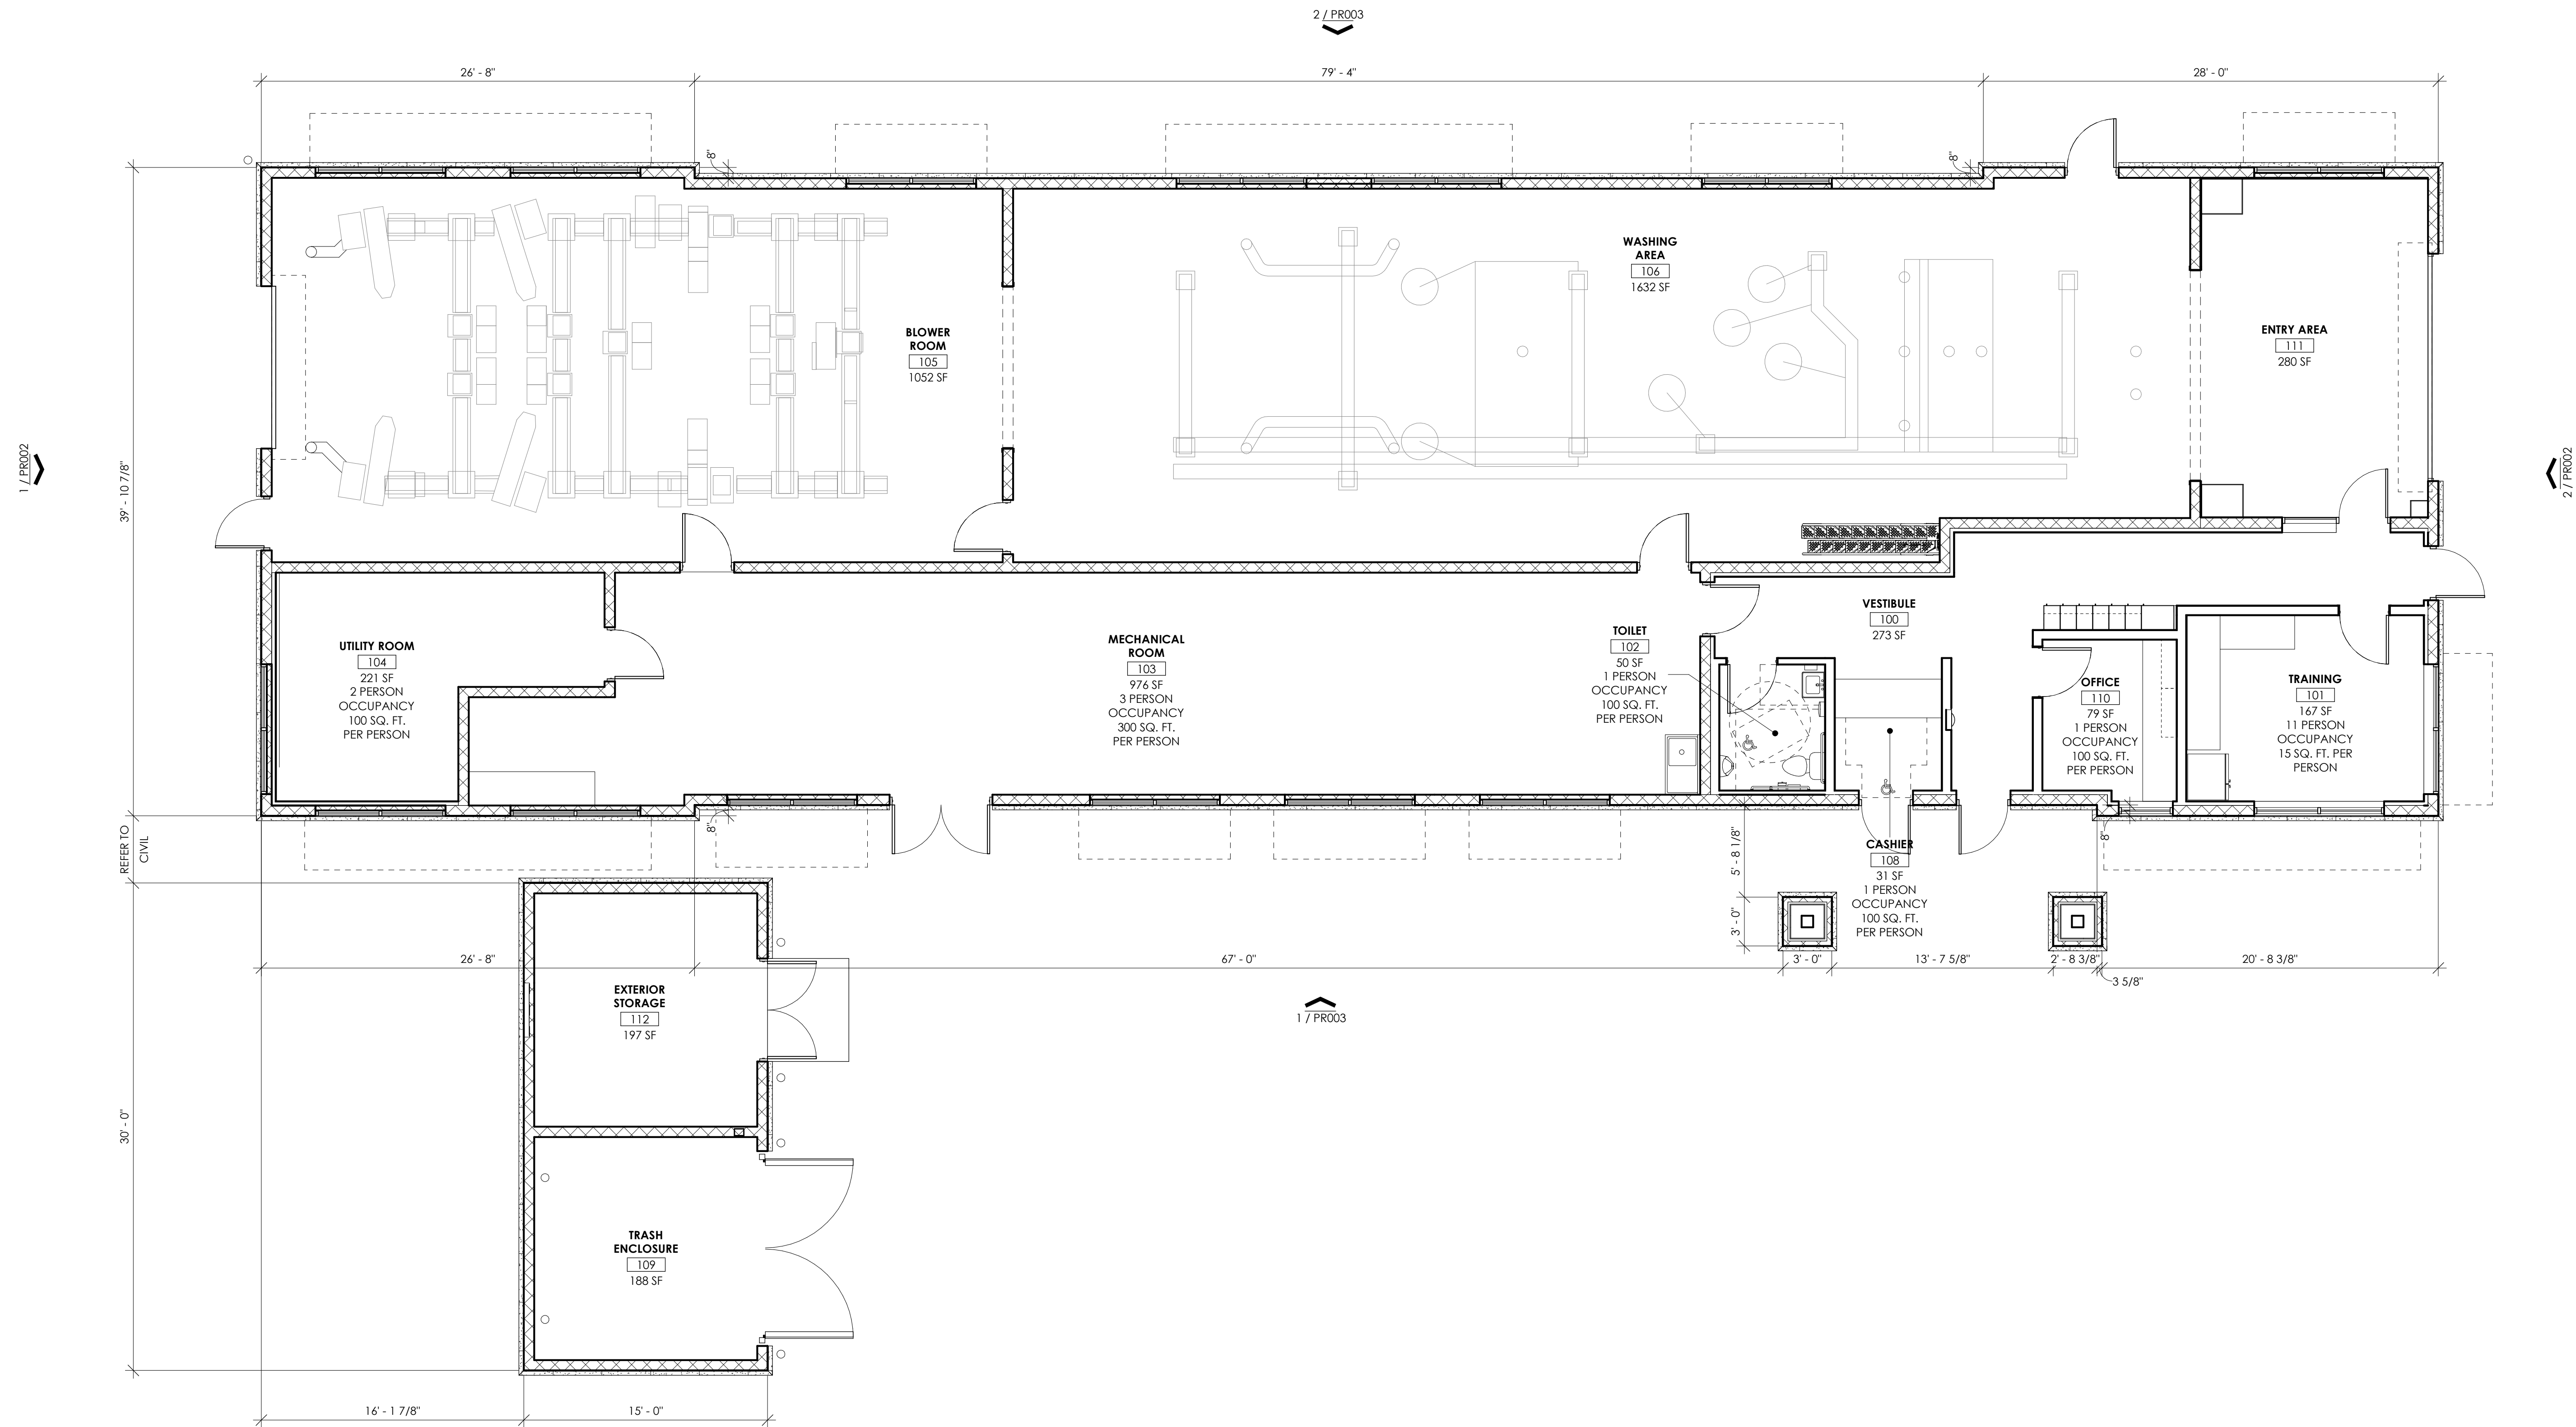 2 / PR003
26' - 8"
79' - 4"
28' - 0"
8"
8"
39' - 10 7/8"
1 / PR002
2 / PR002
WASHING
AREA
106
1632 SF
BLOWER
ROOM
105
1052 SF
ENTRY AREA
111
280 SF
UTILITY ROOM
104
221 SF
2 PERSON
OCCUPANCY
100 SQ. FT.
PER PERSON
MECHANICAL
ROOM
103
976 SF
3 PERSON
OCCUPANCY
300 SQ. FT.
PER PERSON
TOILET
102
50 SF
1 PERSON
OCCUPANCY
100 SQ. FT.
PER PERSON
VESTIBULE
100
273 SF
OFFICE
110
79 SF
1 PERSON
OCCUPANCY
100 SQ. FT.
PER PERSON
TRAINING
101
167 SF
11 PERSON
OCCUPANCY
15 SQ. FT. PER
PERSON
REFER TO
CIVIL
8"
8"
5' - 8 1/8"
3' - 0"
CASHIER
108
31 SF
1 PERSON
OCCUPANCY
100 SQ. FT.
PER PERSON
26' - 8"
67' - 0"
3' - 0"
13' - 7 5/8"
2' - 8 3/8"
3 5/8"
20' - 8 3/8"
EXTERIOR
STORAGE
112
197 SF
1 / PR003
30' - 0"
TRASH
ENCLOSURE
109
188 SF
16' - 1 7/8"
15' - 0"